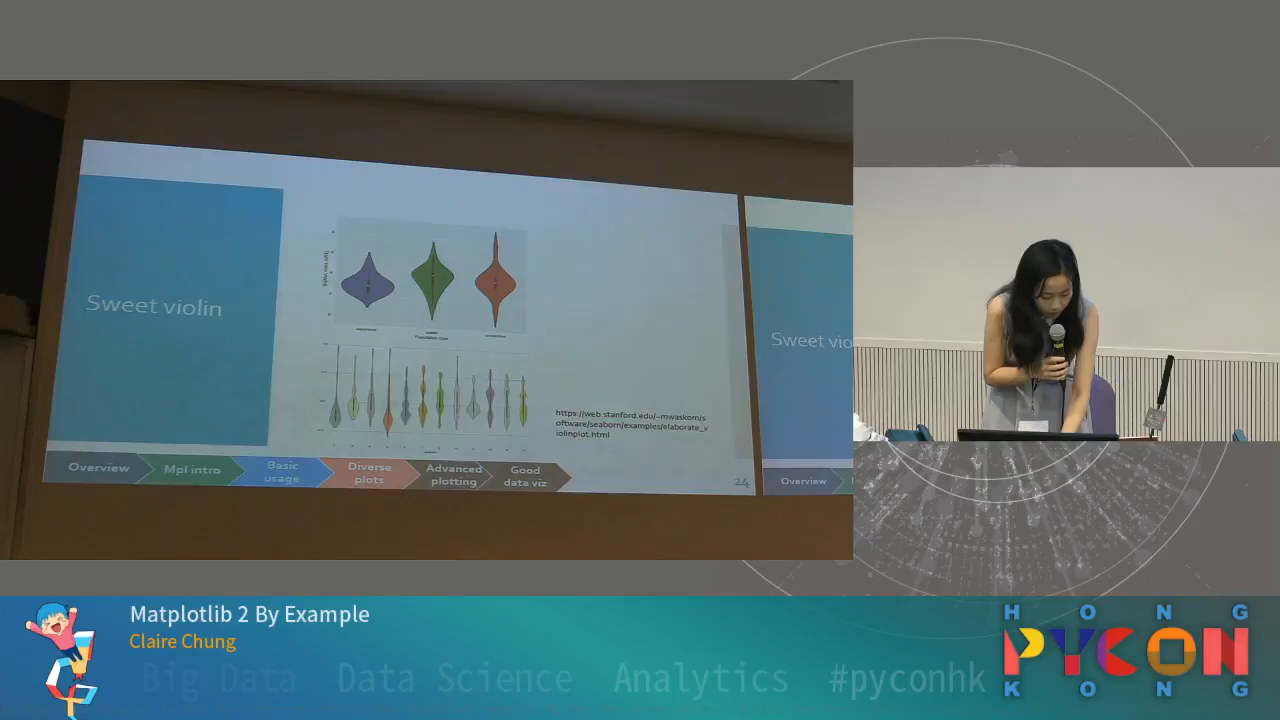 Sweet violin
https://web.stanford.edu/~mwaskom/s
oftware/seaborn/examples/elaborate_v
iolinplot.html
Overview
Mpl intro
Basic
usage
Diverse
plots
Advanced
plotting
Good
data viz
24
Sweet vio
Overview
Matplotlib 2 By Example
Claire Chung
Big Data Data Science Analytics #pyconhk
HONG
PYCON
KONG